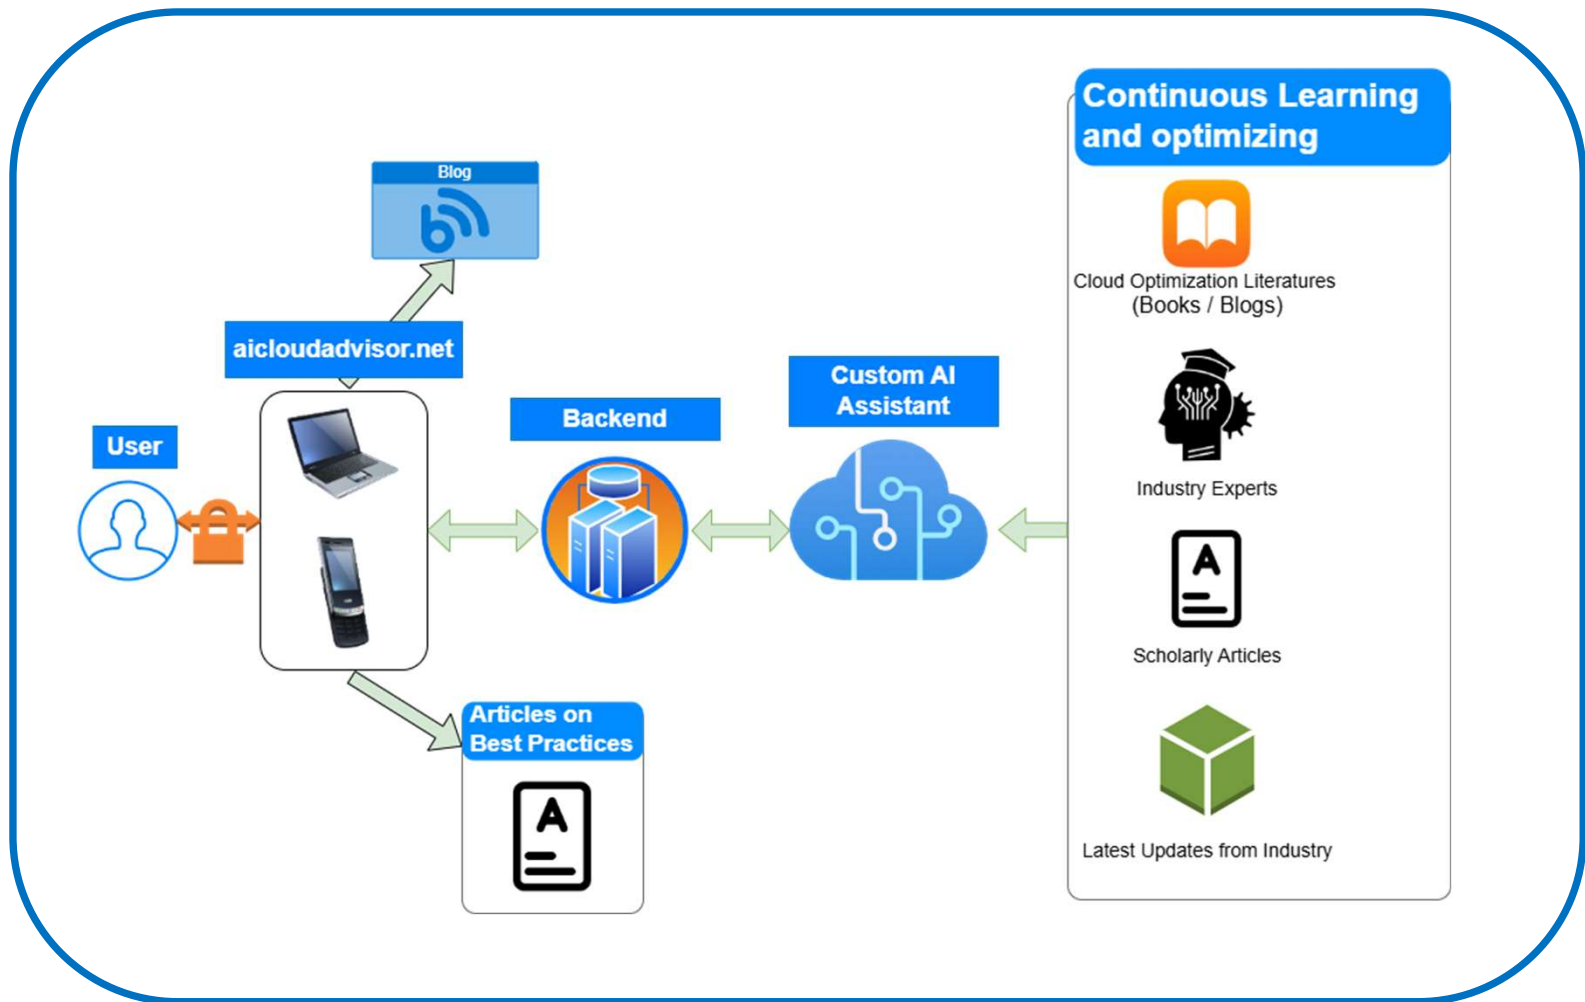 Continuous Learning
and optimizing
Blog
Cloud Optimization Literatures
(Books / Blogs)
aicloudadvisor.net
Custom AI
Assistant
Backend
User
Industry Experts
A
Scholarly Articles
Articles on
Best Practices
A
Latest Updates from Industry